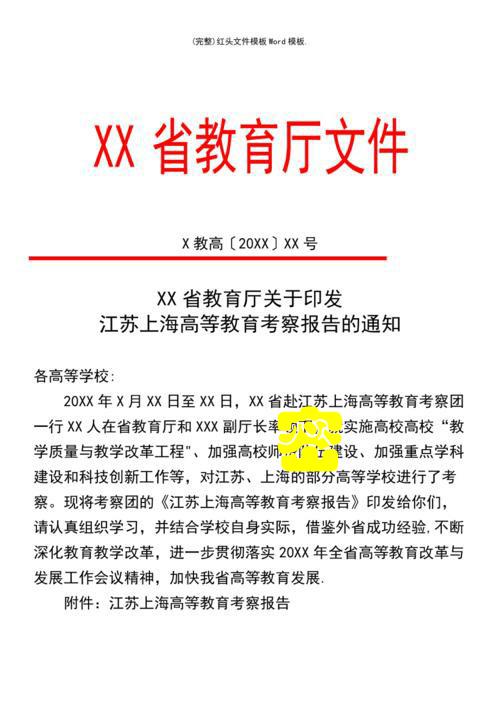 (完整)红头文件模板Word模板.
XX 省教育厅文件
X 教高〔20XX〕XX 号
XX 省教育厅关于印发
江苏上海高等教育考察报告的通知
各高等学校:
20XX 年 X 月 XX 日至 XX 日, XX 省赴江苏上海高等教育考察团
一行 XX 人在省教育厅和 XXX 副厅长率 实施高校高校“教
学质量与教学改革工程"、加强高校师 建设、加强重点学科
建设和科技创新工作等，对江苏、上海的部分高等学校进行了考
察。现将考察团的《江苏上海高等教育考察报告》印发给你们，
请认真组织学习，并结合学校自身实际，借鉴外省成功经验,不断
深化教育教学改革，进一步贯彻落实 20XX 年全省高等教育改革与
发展工作会议精神，加快我省高等教育发展.
附件：江苏上海高等教育考察报告